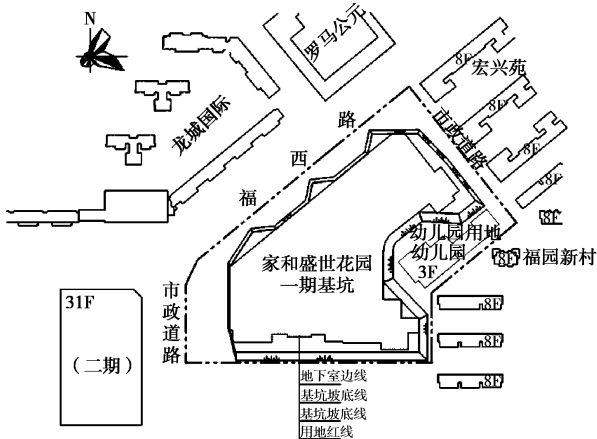 N
罗马公元
8F
宏兴苑
龙城国际
8F
市政道路
路
8F
西
福
8F
8F
幼儿园用地
幼儿园
3F
8F
福园新村
家和盛世花园
一期基坑
市政道路
31F
（二期）
8F
8F
8F
地下室边线
基坑坡底线
基坑坡底线
用地红线